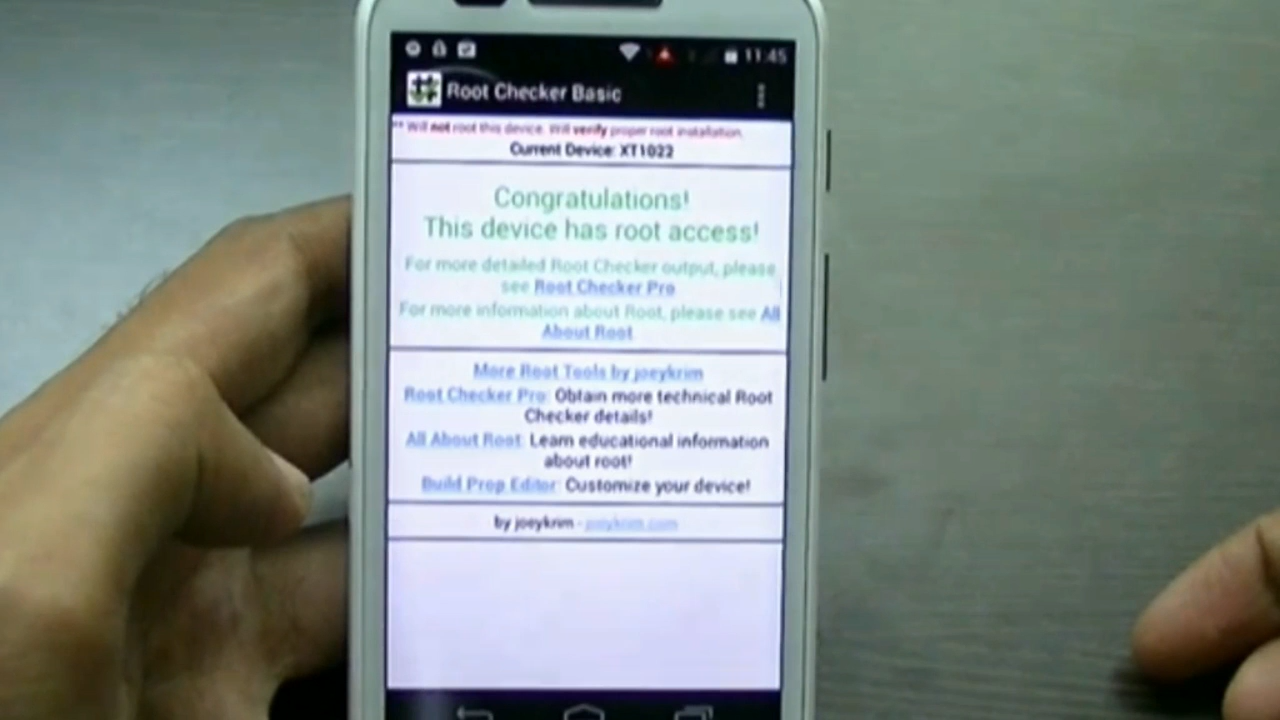 11:45
Root Checker Basic
** Will not root this device. Will verify proper root installation.
Current Device: XT1022
Congratulations!
This device has root access!
For more detailed Root Checker output, please
see Root Checker Pro
For more information about Root, please see All
About Root
More Root Tools by joeykrim
Root Checker Pro: Obtain more technical Root
Checker details!
All About Root: Learn educational information
about root!
Build Prop Editor: Customize your device!
by joeykrim - joeykrim.com